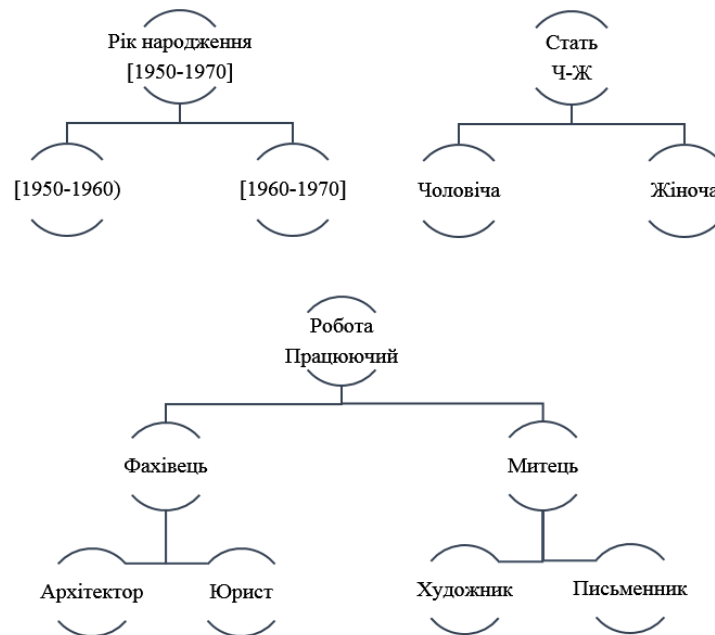 Рік народження
[1950-1970]
Стать
Ч-Ж
[1950-1960)
[1960-1970]
Чоловіча
Жіноча
Робота
Працюючий
Фахівець
Митець
Архітектор
Юрист
Художник
Письменник